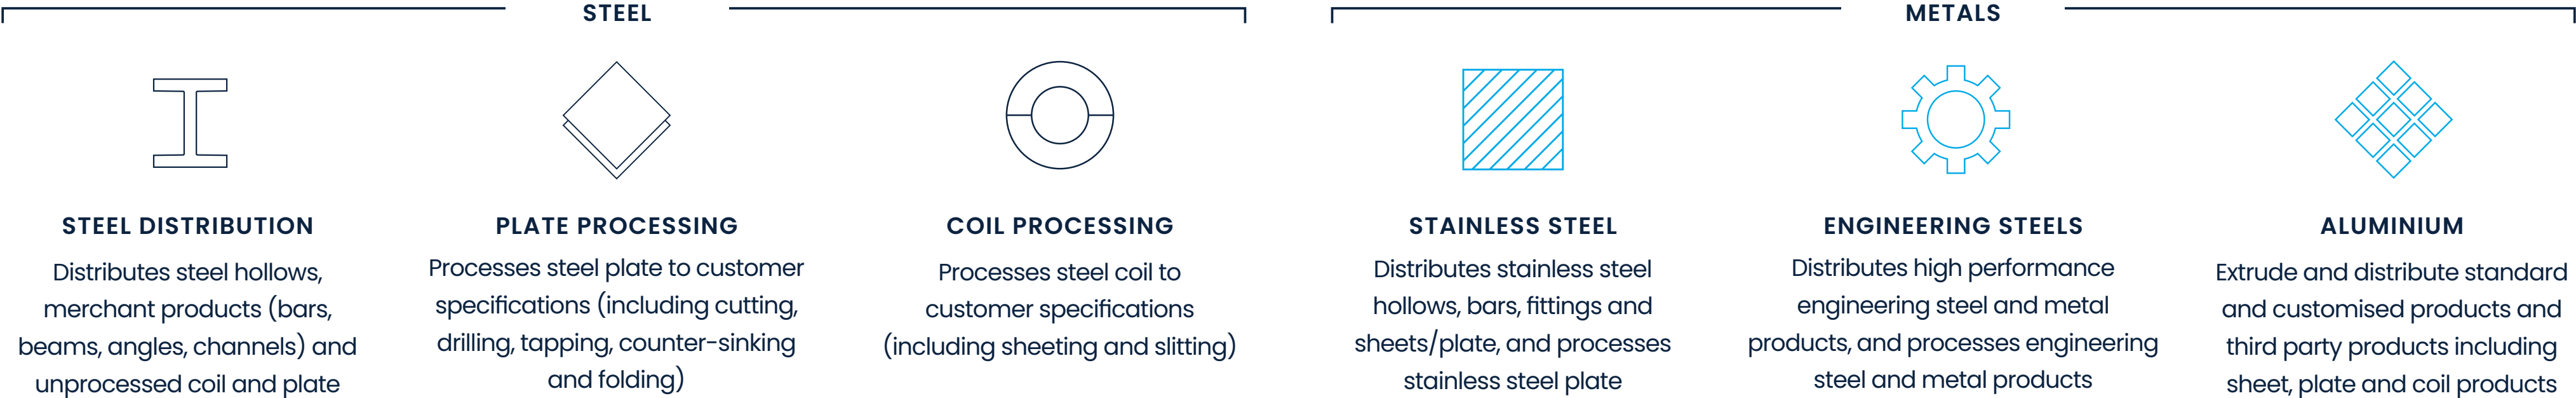 STEEL
METALS
STEEL DISTRIBUTION
Distributes steel hollows,
merchant products (bars,
beams, angles, channels) and
unprocessed coil and plate
PLATE PROCESSING
Processes steel plate to customer
specifications (including cutting,
drilling, tapping, counter-sinking
and folding)
COIL PROCESSING
Processes steel coil to
customer specifications
(including sheeting and slitting)
STAINLESS STEEL
Distributes stainless steel
hollows, bars, fittings and
sheets/plate, and processes
stainless steel plate
ENGINEERING STEELS
Distributes high performance
engineering steel and metal
products, and processes engineering
steel and metal products
ALUMINIUM
Extrude and distribute standard
and customised products and
third party products including
sheet, plate and coil products